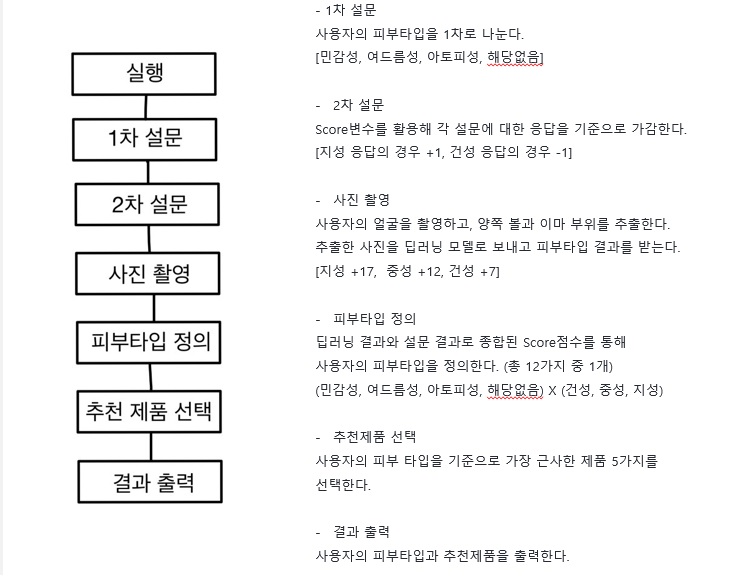 실행
1차 설문
2차 설문
사진 촬영
피부타입 정의
추천 제품 선택
결과 출력
- 1차 설문
사용자의 피부타입을 1차로 나눈다.
[민감성, 여드름성, 아토피성, 해당없음]
- 2차 설문
Score변수를 활용해 각 설문에 대한 응답을 기준으로 가감한다.
[지성 응답의 경우 +1, 건성 응답의 경우 -1]
- 사진 촬영
사용자의 얼굴을 촬영하고, 양쪽 볼과 이마 부위를 추출한다.
추출한 사진을 딥러닝 모델로 보내고 피부타입 결과를 받는다.
[지성 +17, 중성 +12, 건성 +7]
- 피부타입 정의
딥러닝 결과와 설문 결과로 종합된 Score점수를 통해
사용자의 피부타입을 정의한다. (총 12가지 중 1개)
(민감성, 여드름성, 아토피성, 해당없음) X (건성, 중성, 지성)
- 추천제품 선택
사용자의 피부 타입을 기준으로 가장 근사한 제품 5가지를
선택한다.
- 결과 출력
사용자의 피부타입과 추천제품을 출력한다.